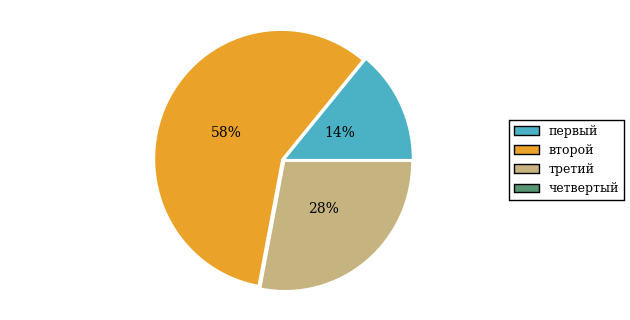 58%
14%
28%
первый
второй
третий
четвертый